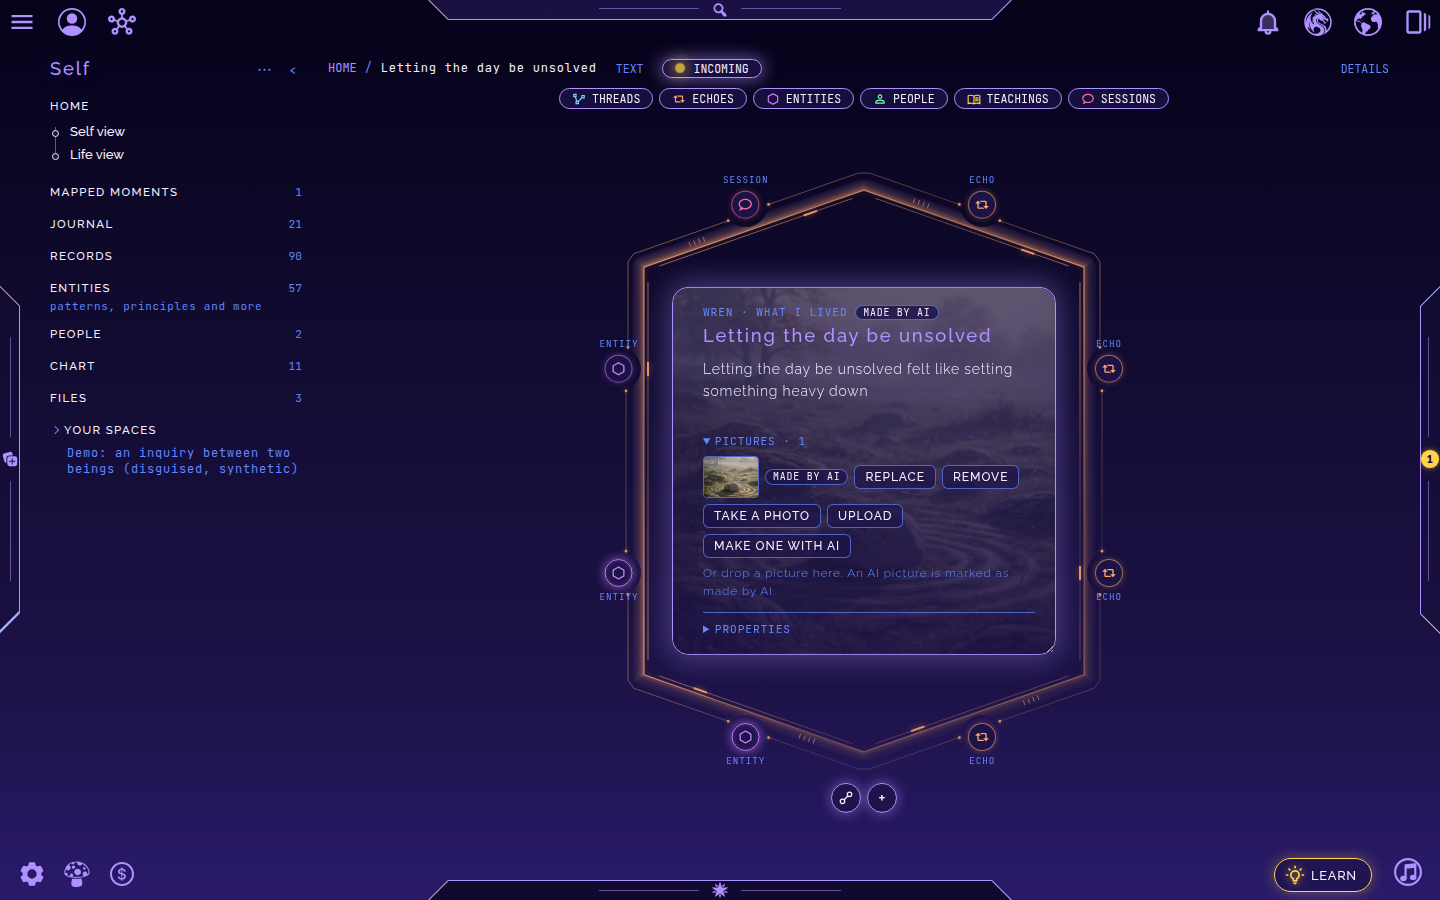 Self
HOME / Letting the day be unsolved
TEXT
INCOMING
DETAILS
THREADS
ECHOES
ENTITIES
PEOPLE
TEACHINGS
SESSIONS
HOME
Self view
Life view
MAPPED MOMENTS 1
JOURNAL 21
RECORDS 90
ENTITIES 57
patterns, principles and more
PEOPLE 2
CHART 11
FILES 3
YOUR SPACES
Demo: an inquiry between two
beings (disguised, synthetic)
SESSION
ECHO
ENTITY
ECHO
WREN · WHAT I LIVED MADE BY AI
Letting the day be unsolved
Letting the day be unsolved felt like setting
something heavy down
PICTURES · 1
MADE BY AI
REPLACE
REMOVE
TAKE A PHOTO
UPLOAD
MAKE ONE WITH AI
Or drop a picture here. An AI picture is marked as
made by AI.
PROPERTIES
ENTITY
ECHO
ENTITY
ECHO
1
LEARN